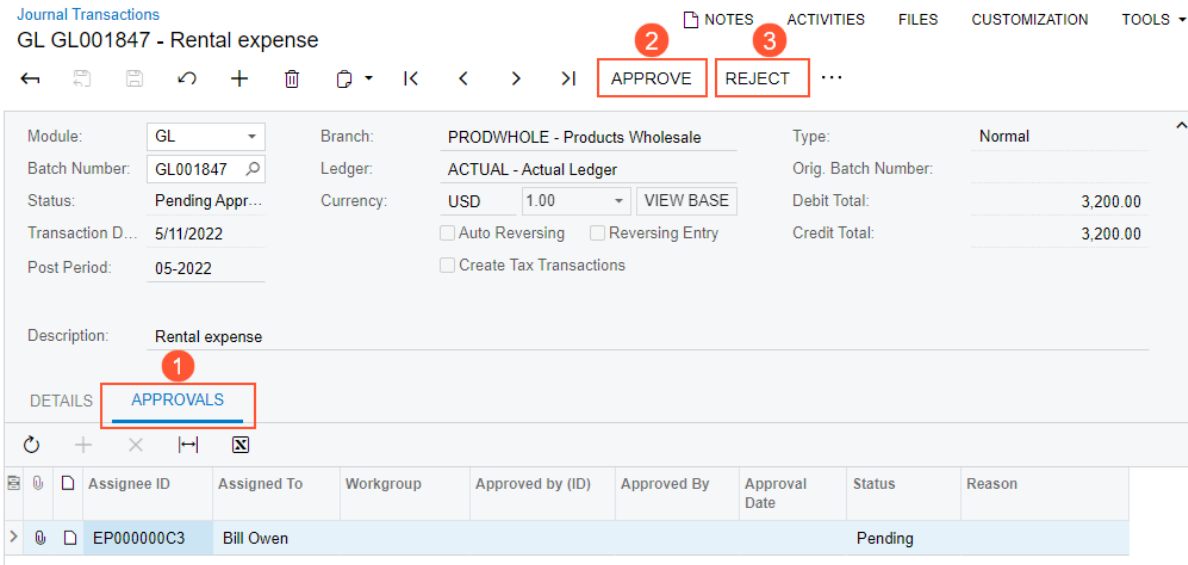 Journal Transactions
NOTES ACTIVITIES FILES CUSTOMIZATION TOOLS
GL GL001847 - Rental expense
2 3
APPROVE REJECT ...
Module: GL Branch: PRODWHOLE - Products Wholesale Type: Normal
Batch Number: GL001847 Ledger: ACTUAL - Actual Ledger Orig. Batch Number:
Status: Pending Appr... Currency: USD 1.00 VIEW BASE Debit Total: 3,200.00
Transaction D... 5/11/2022 Auto Reversing Reversing Entry Credit Total: 3,200.00
Post Period: 05-2022 Create Tax Transactions
Description: Rental expense
1
DETAILS APPROVALS
Assignee ID Assigned To Workgroup Approved by (ID) Approved By Approval Date Status Reason
EP000000C3 Bill Owen Pending